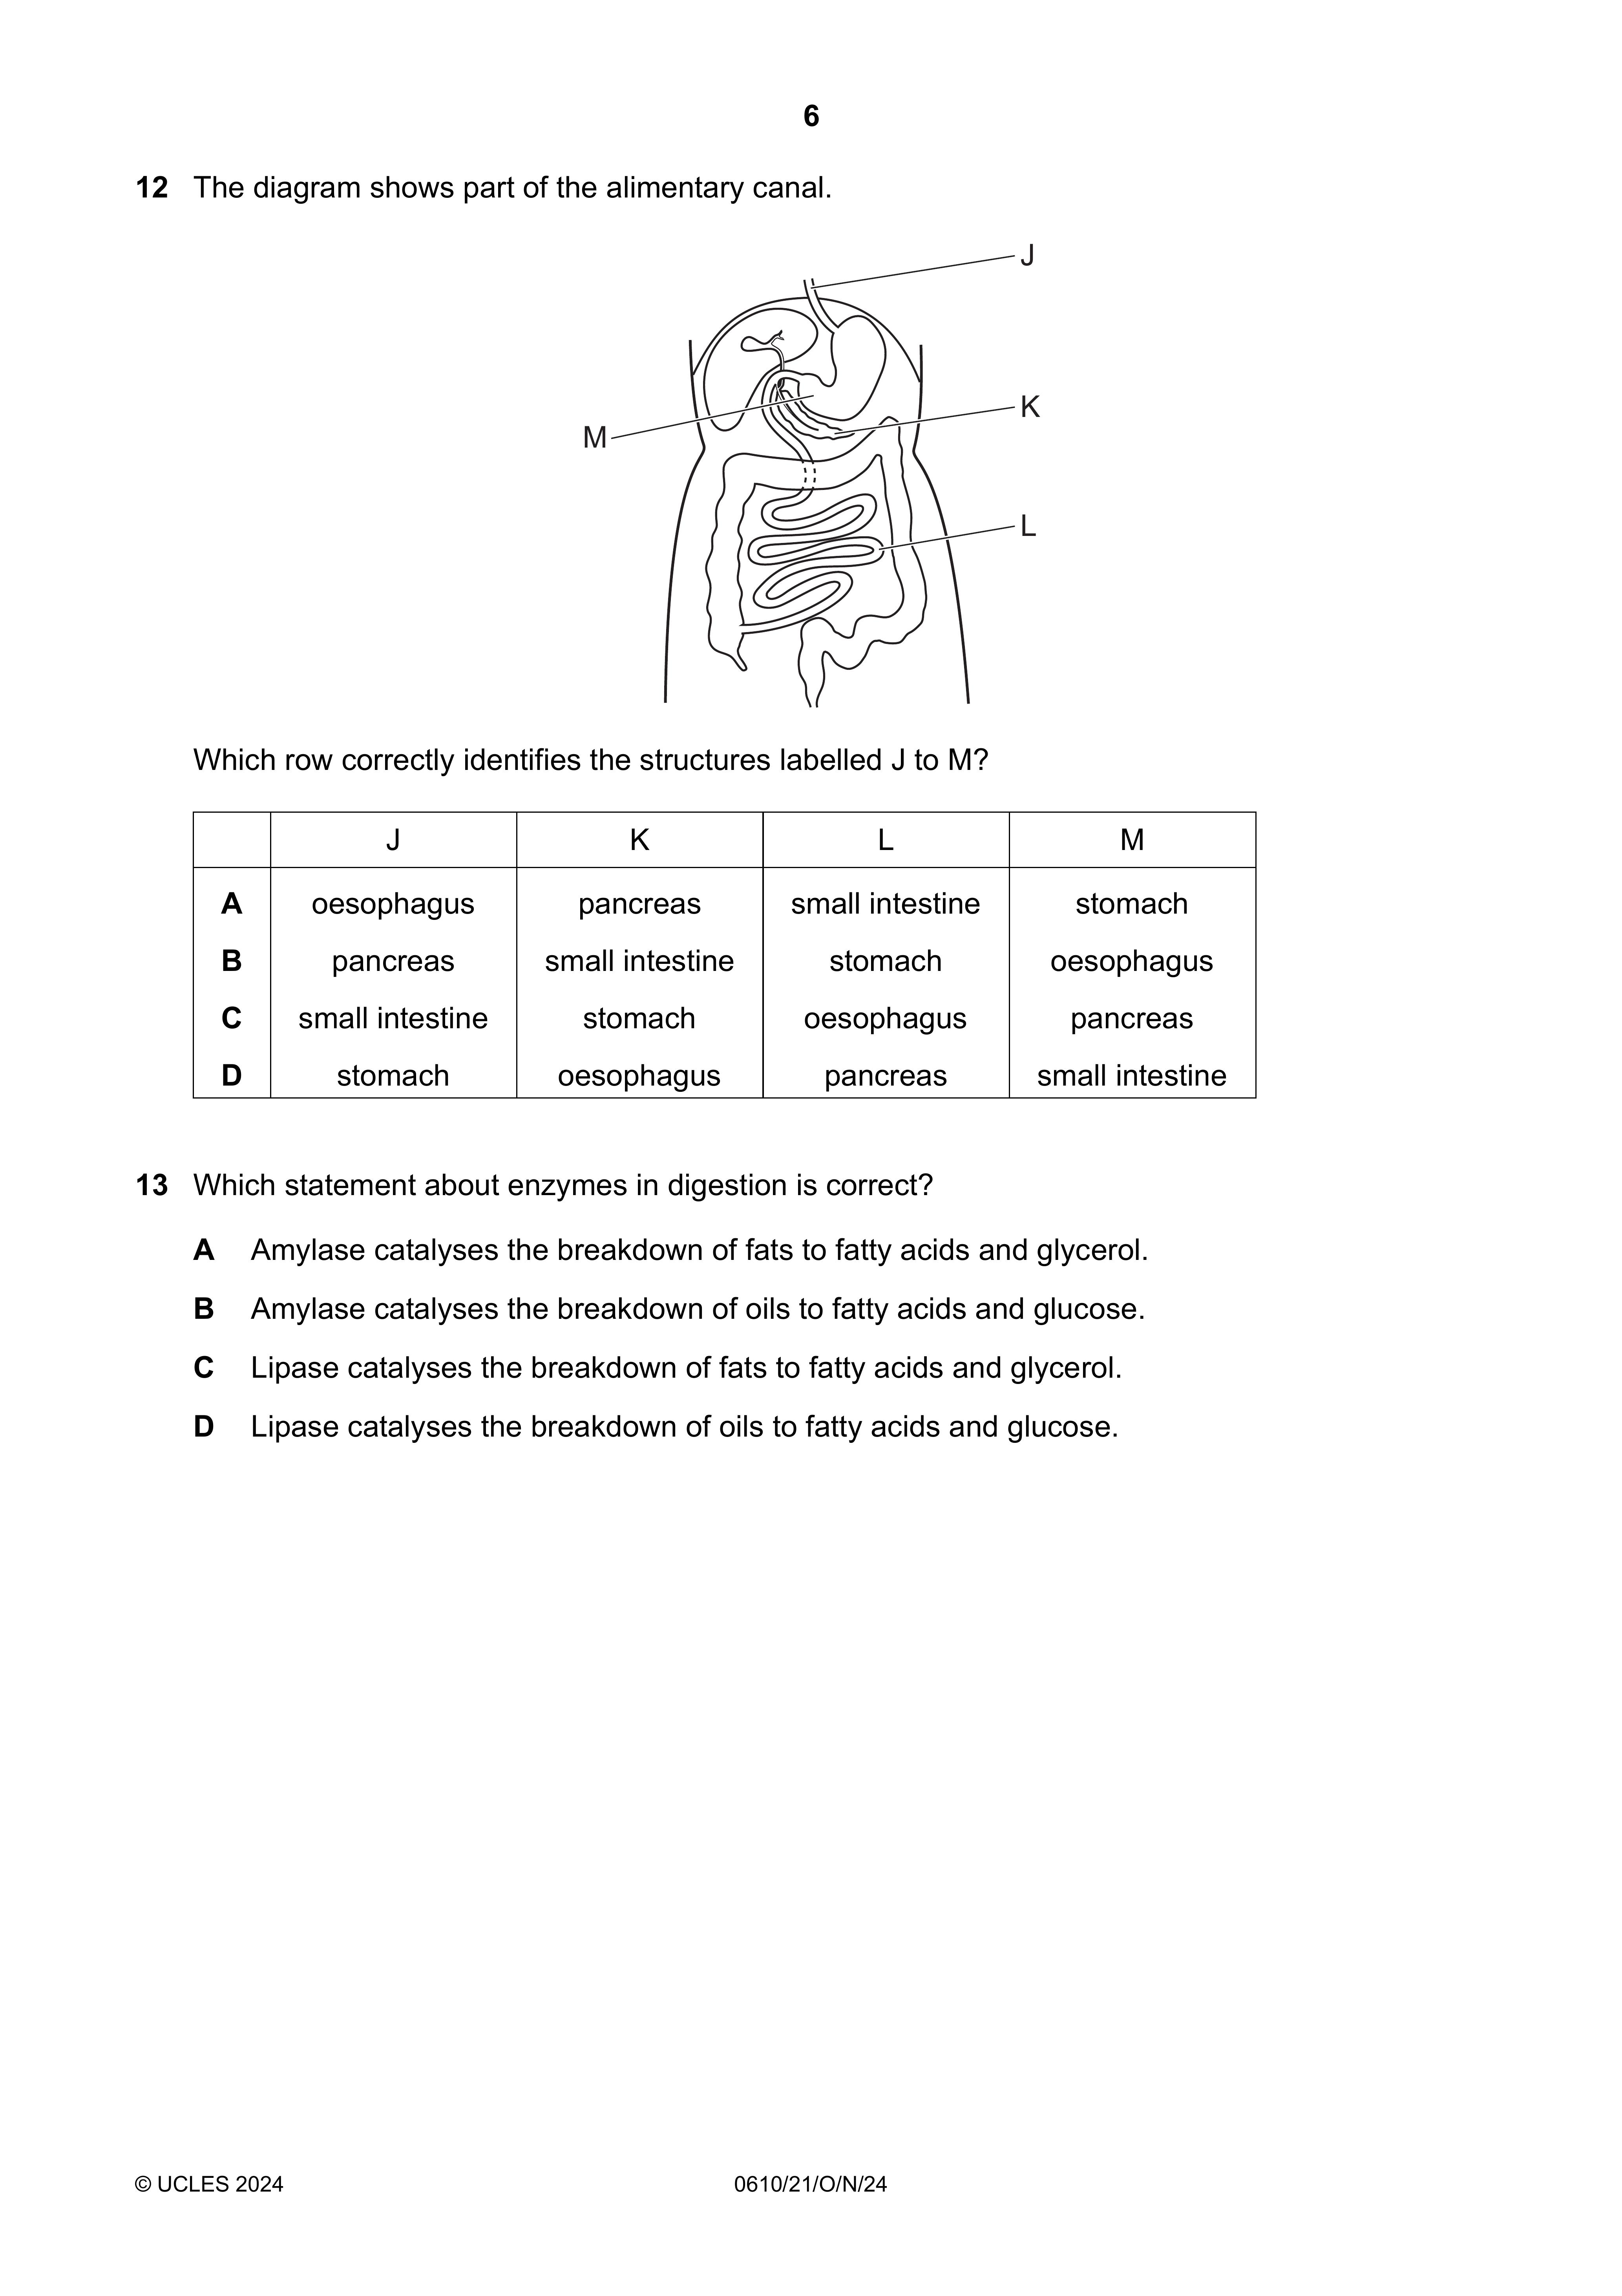 6
12 The diagram shows part of the alimentary canal.
J
K
M
L
Which row correctly identifies the structures labelled J to M?
J K L M
A oesophagus pancreas small intestine stomach
B pancreas small intestine stomach oesophagus
C small intestine stomach oesophagus pancreas
D stomach oesophagus pancreas small intestine
13 Which statement about enzymes in digestion is correct?
A Amylase catalyses the breakdown of fats to fatty acids and glycerol.
B Amylase catalyses the breakdown of oils to fatty acids and glucose.
C Lipase catalyses the breakdown of fats to fatty acids and glycerol.
D Lipase catalyses the breakdown of oils to fatty acids and glucose.
© UCLES 2024 0610/21/O/N/24